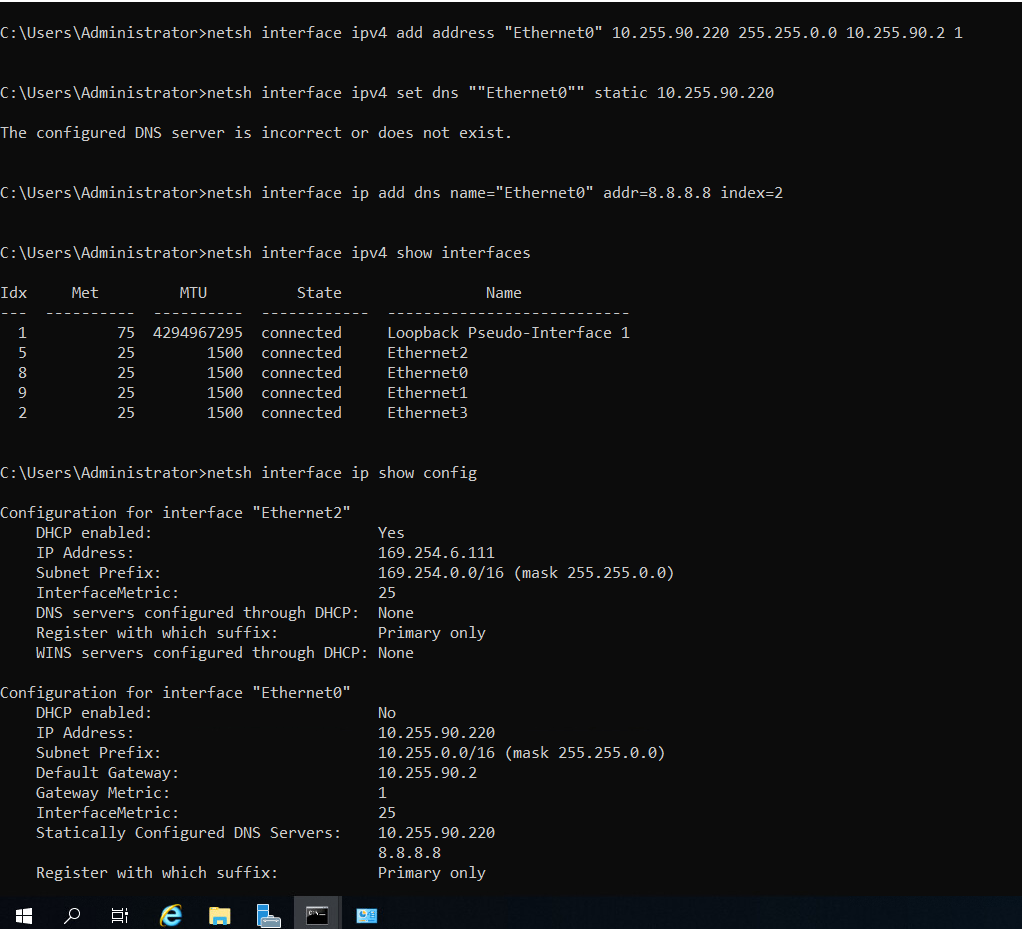 C:\Users\Administrator>netsh interface ipv4 add address "Ethernet0" 10.255.90.220 255.255.0.0 10.255.90.2 1
C:\Users\Administrator>netsh interface ipv4 set dns ""Ethernet0"" static 10.255.90.220
The configured DNS server is incorrect or does not exist.
C:\Users\Administrator>netsh interface ip add dns name="Ethernet0" addr=8.8.8.8 index=2
C:\Users\Administrator>netsh interface ipv4 show interfaces
Idx     Met         MTU          State                Name
---  ----------  ----------  ------------  ---------------------------
  1          75  4294967295  connected     Loopback Pseudo-Interface 1
  5          25        1500  connected     Ethernet2
  8          25        1500  connected     Ethernet0
  9          25        1500  connected     Ethernet1
  2          25        1500  connected     Ethernet3
C:\Users\Administrator>netsh interface ip show config
Configuration for interface "Ethernet2"
    DHCP enabled:                         Yes
    IP Address:                           169.254.6.111
    Subnet Prefix:                        169.254.0.0/16 (mask 255.255.0.0)
    InterfaceMetric:                      25
    DNS servers configured through DHCP:  None
    Register with which suffix:           Primary only
    WINS servers configured through DHCP: None
Configuration for interface "Ethernet0"
    DHCP enabled:                         No
    IP Address:                           10.255.90.220
    Subnet Prefix:                        10.255.0.0/16 (mask 255.255.0.0)
    Default Gateway:                      10.255.90.2
    Gateway Metric:                       1
    InterfaceMetric:                      25
    Statically Configured DNS Servers:    10.255.90.220
                                          8.8.8.8
    Register with which suffix:           Primary only